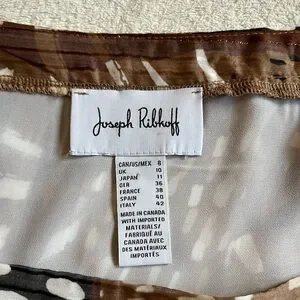 Joseph Ribkoff
CAN/US/MEX 8
UK 10
JAPAN 11
GER 36
FRANCE 38
SPAIN 40
ITALY 42
MADE IN CANADA
WITH IMPORTED
MATERIALS/
FABRIQUÉ AU
CANADA AVEC
DES MATÉRIAUX
IMPORTÉS